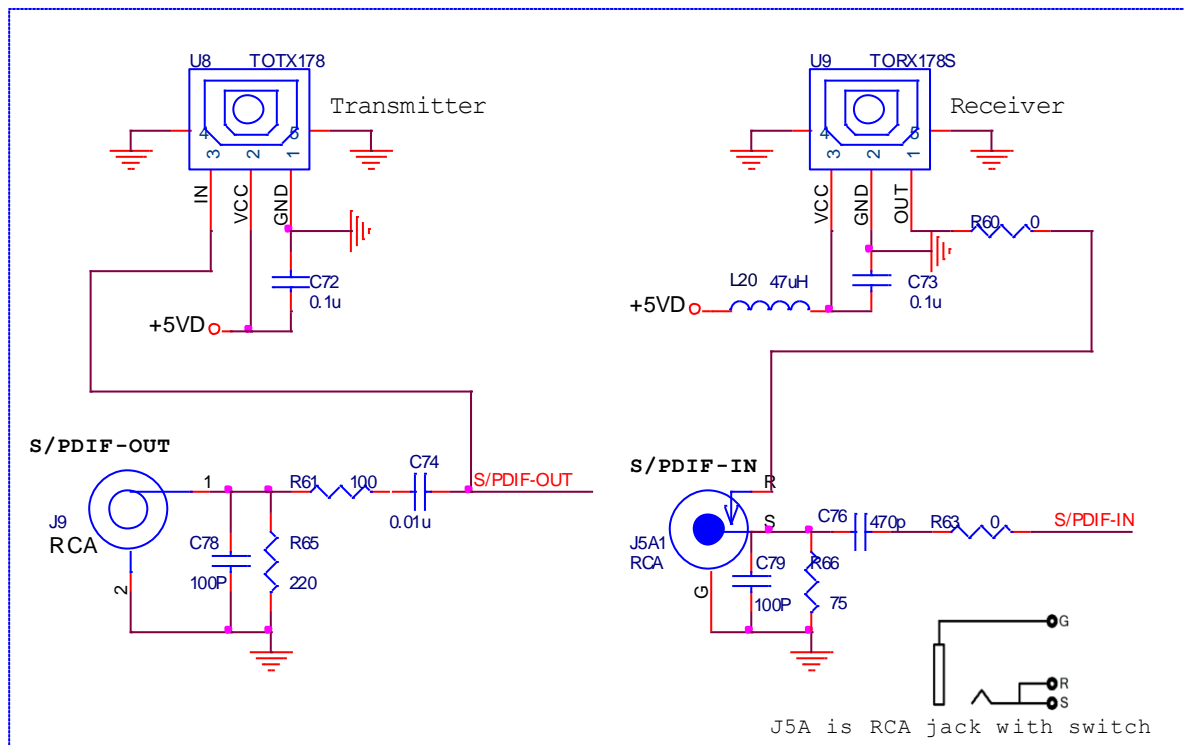 U8 TOTX178
Transmitter
4 5
3 2 1
IN VCC GND
C72
0.1u
+5VD
U9 TORX178S
Receiver
4 5
3 2 1
VCC GND OUT
R60 0
L20 47uH
C73
0.1u
+5VD
S/PDIF-OUT
1
R61 100
C74
0.01u
S/PDIF-OUT
J9
RCA
2
C78
100P
R65
220
S/PDIF-IN
R
S
J5A1
RCA
G
C79
100P
R66
75
C76
470p
R63 0
S/PDIF-IN
G
R
S
J5A is RCA jack with switch